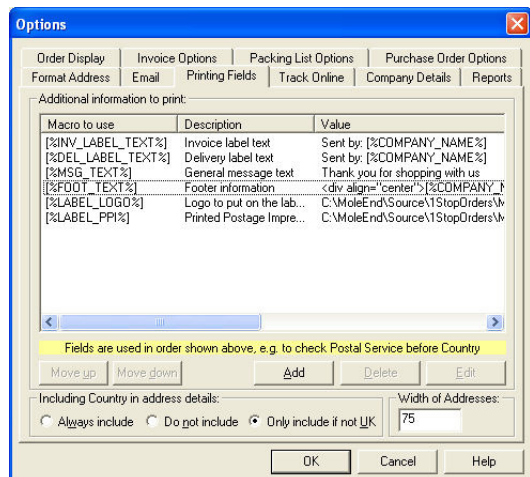 Options
Order Display Invoice Options Packing List Options Purchase Order Options
Format Address Email Printing Fields Track Online Company Details Reports
Additional information to print:
Macro to use Description Value
[%INV_LABEL_TEXT%] Invoice label text Sent by: [%COMPANY_NAME%]
[%DEL_LABEL_TEXT%] Delivery label text Sent by: [%COMPANY_NAME%]
[%MSG_TEXT%] General message text Thank you for shopping with us
[%FOOT_TEXT%] Footer information <div align="center">[%COMPANY_N
[%LABEL_LOGO%] Logo to put on the lab... C:\MoleEnd\Source\1StopOrders\M
[%LABEL_PPI%] Printed Postage Impre... C:\MoleEnd\Source\1StopOrders\M
Fields are used in order shown above, e.g. to check Postal Service before Country
Move up Move down Add Delete Edit
Including Country in address details: Width of Addresses:
Always include Do not include Only include if not UK 75
OK Cancel Help